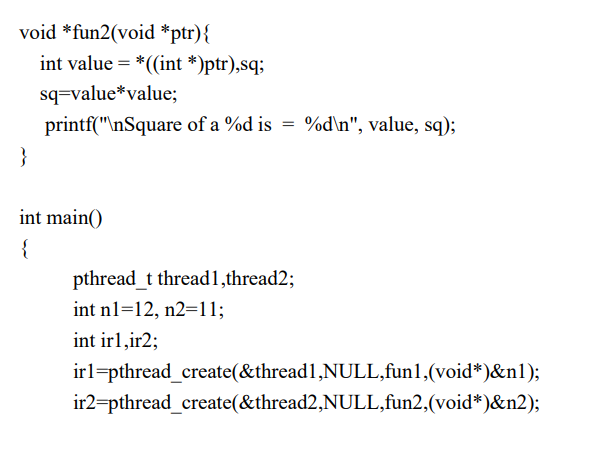 void *fun2(void *ptr){
int value = *((int *)ptr),sq;
sq=value*value;
printf("\nSquare of a %d is  =  %d\n", value, sq);
}
int main()
{
pthread_t thread1,thread2;
int n1=12, n2=11;
int ir1,ir2;
ir1=pthread_create(&thread1,NULL,fun1,(void*)&n1);
ir2=pthread_create(&thread2,NULL,fun2,(void*)&n2);